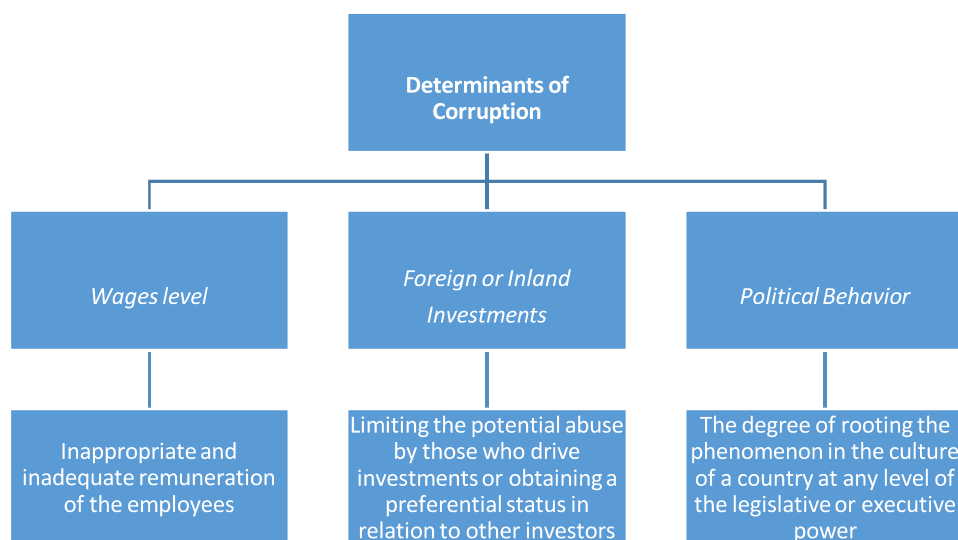 Determinants of
Corruption
Wages level
Foreign or Inland
Investments
Political Behavior
Inappropriate and
inadequate remuneration
of the employees
Limiting the potential abuse
by those who drive
investments or obtaining a
preferential status in
relation to other investors
The degree of rooting the
phenomenon in the culture
of a country at any level of
the legislative or executive
power